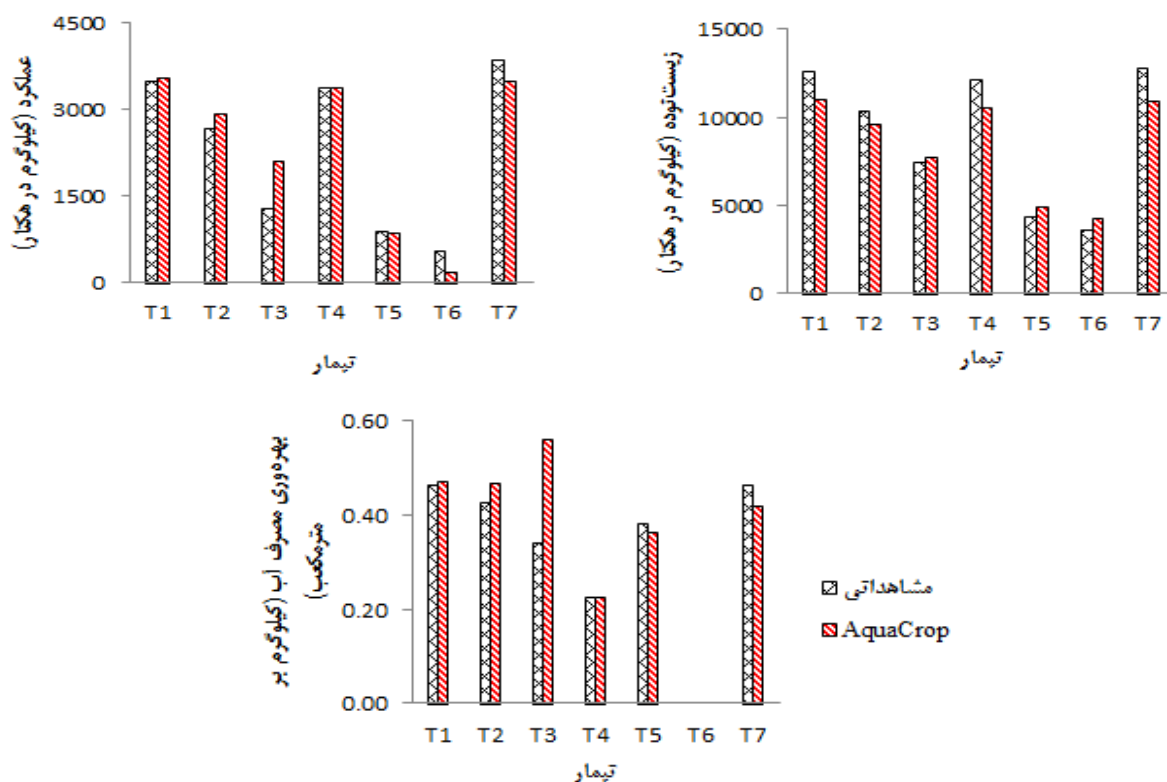 4500
3000
1500
0
عملکرد (کیلوگرم در هکتار)
T1 T2 T3 T4 T5 T6 T7
تیمار
15000
10000
5000
0
زیست‌توده (کیلوگرم در هکتار)
T1 T2 T3 T4 T5 T6 T7
تیمار
0.60
0.40
0.20
0.00
بهره‌وری مصرف آب (کیلوگرم بر
مترمکعب)
T1 T2 T3 T4 T5 T6 T7
تیمار
مشاهداتی
AquaCrop